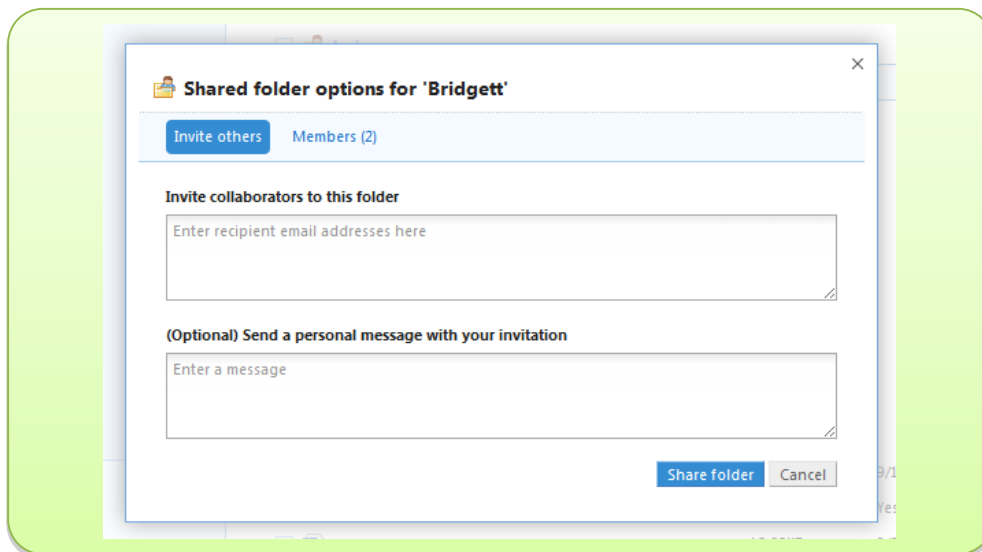 Shared folder options for 'Bridgett'
Invite others Members (2)
Invite collaborators to this folder
Enter recipient email addresses here
(Optional) Send a personal message with your invitation
Enter a message
Share folder Cancel